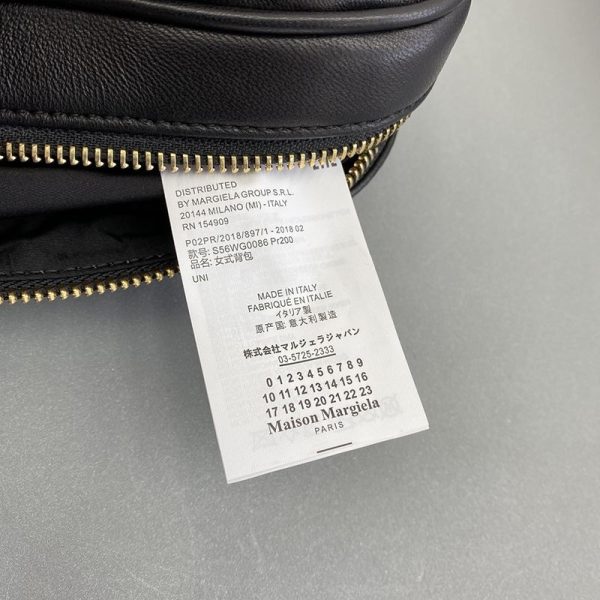 DISTRIBUTED
BY MARGIELA GROUP S.R.L.
20144 MILANO (MI) - ITALY
RN 154909
P02PR/2018/897/1 - 2018 02
款号: S56WG0086 Pr200
品名: 女式背包
UNI
MADE IN ITALY
FABRIQUÉ EN ITALIE
イタリア製
原产国: 意大利製造
株式会社マルジェラジャパン
03-5725-2333
0 1 2 3 4 5 6 7 8 9
10 11 12 13 14 15 16
17 18 19 20 21 22 23
Maison Margiela
PARIS